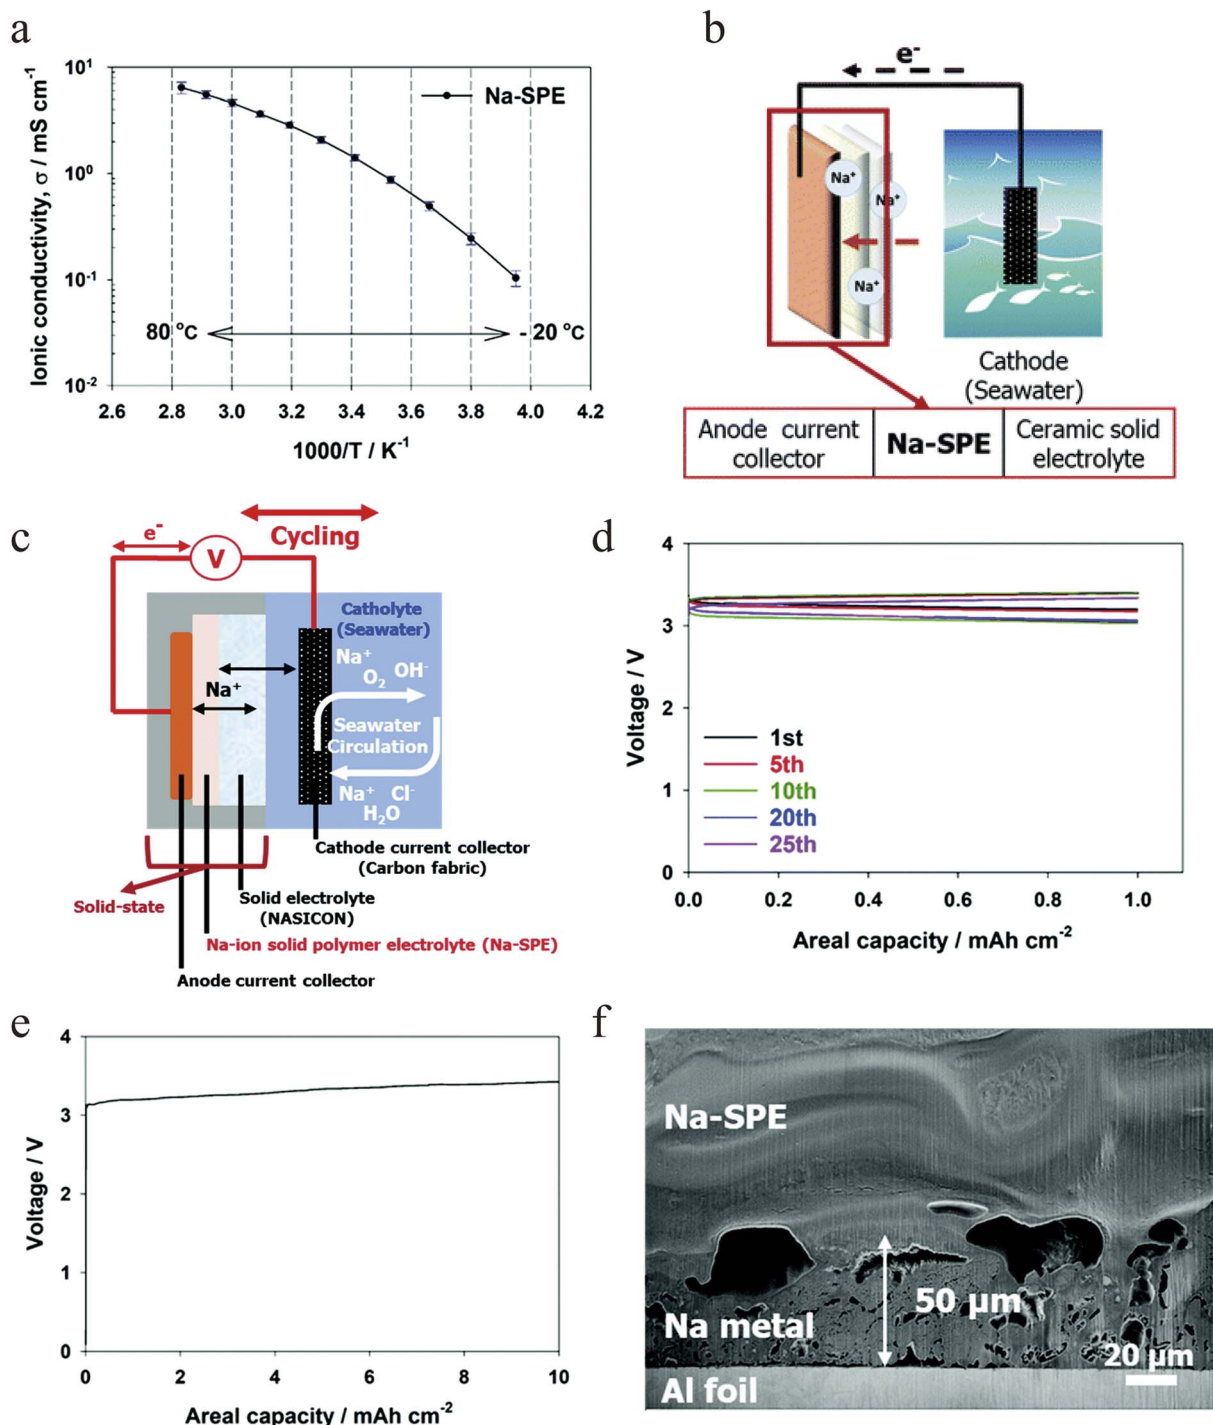 a
Ionic conductivity, σ / mS cm⁻¹
10¹
10⁰
10⁻¹
10⁻²
Na-SPE
80 °C
- 20 °C
2.6 3.0 3.4 3.8 4.0 4.2
1000/T / K⁻¹
b
e⁻
Na⁺
Na⁺
Na⁺
Cathode
(Seawater)
Anode current
collector
Na-SPE
Ceramic solid
electrolyte
c
Cycling
e⁻
V
Catholyte
(Seawater)
Na⁺
O₂ OH⁻
Na⁺
Seawater
Circulation
Na⁺ Cl⁻
H₂O
Cathode current collector
(Carbon fabric)
Solid-state
Solid electrolyte
(NASICON)
Na-ion solid polymer electrolyte (Na-SPE)
Anode current collector
d
Voltage / V
4
3
2
1
0
1st
5th
10th
20th
25th
0.0 0.2 0.4 0.6 0.8 1.0
Areal capacity / mAh cm⁻²
e
Voltage / V
4
3
2
1
0
0 2 4 6 8 10
Areal capacity / mAh cm⁻²
f
Na-SPE
50 μm
Na metal
20 μm
Al foil